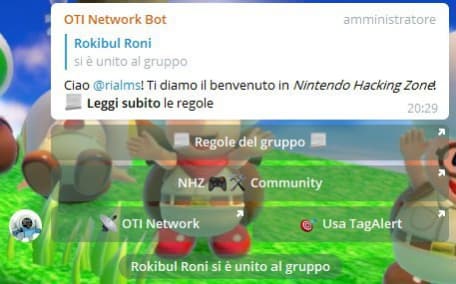 OTI Network Bot amministratore
Rokibul Roni
si è unito al gruppo
Ciao @rialms! Ti diamo il benvenuto in Nintendo Hacking Zone!
Leggi subito le regole
20:29
Regole del gruppo
NHZ 🎮🛠 Community
OTI Network
Usa TagAlert
Rokibul Roni si è unito al gruppo